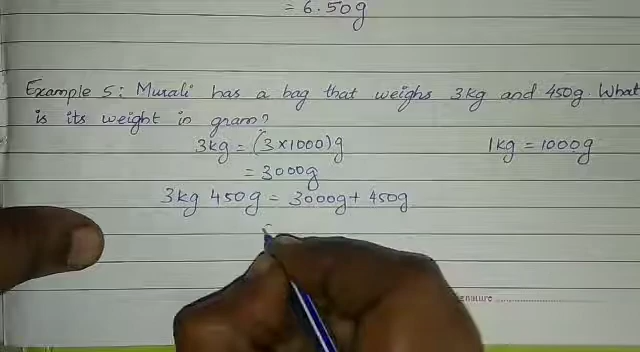 = 6.50g
Example 5: Murali has a bag that weighs 3kg and 450g. What
is its weight in gram?
3kg = (3×1000)g 1kg = 1000g
= 3000g
3kg 450g = 3000g + 450g